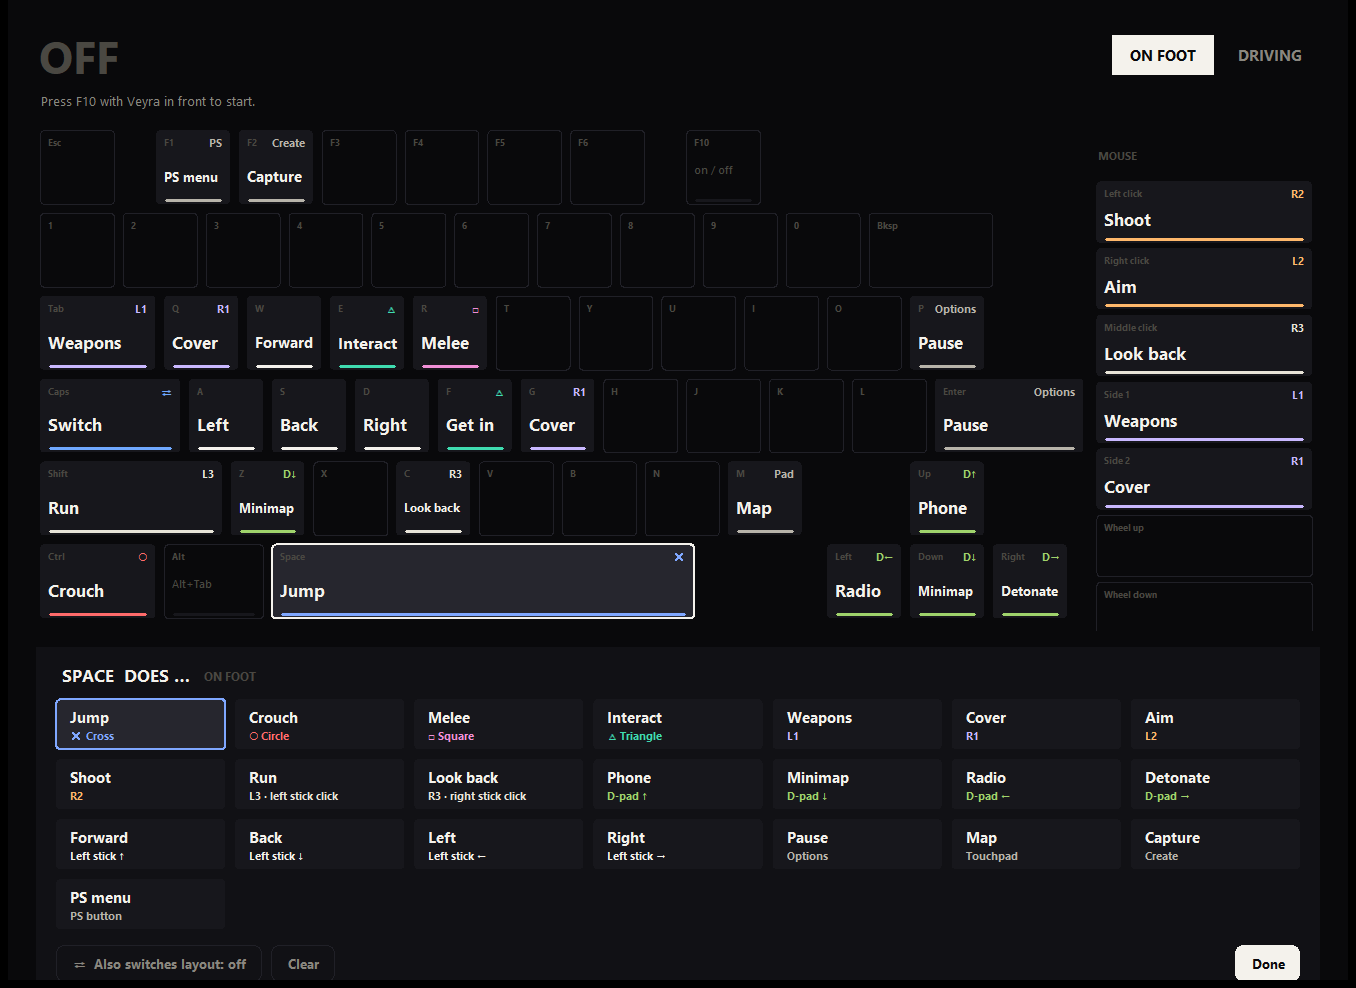 OFF
ON FOOT DRIVING
Press F10 with Veyra in front to start.
Esc
F1 PS
PS menu
F2 Create
Capture
F3
F4
F5
F6
F10
on / off
1
2
3
4
5
6
7
8
9
0
Bksp
Tab L1
Weapons
Q R1
Cover
W
Forward
E △
Interact
R □
Melee
T
Y
U
I
O
P Options
Pause
Caps ⇄
Switch
A
Left
S
Back
D
Right
F △
Get in
G R1
Cover
H
J
K
L
Enter Options
Pause
Shift L3
Run
Z D↓
Minimap
X
C R3
Look back
V
B
N
M Pad
Map
Up D↑
Phone
Ctrl ○
Crouch
Alt
Alt+Tab
Space ✕
Jump
Left D←
Radio
Down D↓
Minimap
Right D→
Detonate
MOUSE
Left click R2
Shoot
Right click L2
Aim
Middle click R3
Look back
Side 1 L1
Weapons
Side 2 R1
Cover
Wheel up
Wheel down
SPACE DOES ... ON FOOT
Jump
✕ Cross
Crouch
○ Circle
Melee
□ Square
Interact
△ Triangle
Weapons
L1
Cover
R1
Aim
L2
Shoot
R2
Run
L3 · left stick click
Look back
R3 · right stick click
Phone
D-pad ↑
Minimap
D-pad ↓
Radio
D-pad ←
Detonate
D-pad →
Forward
Left stick ↑
Back
Left stick ↓
Left
Left stick ←
Right
Left stick →
Pause
Options
Map
Touchpad
Capture
Create
PS menu
PS button
⇄ Also switches layout: off
Clear
Done